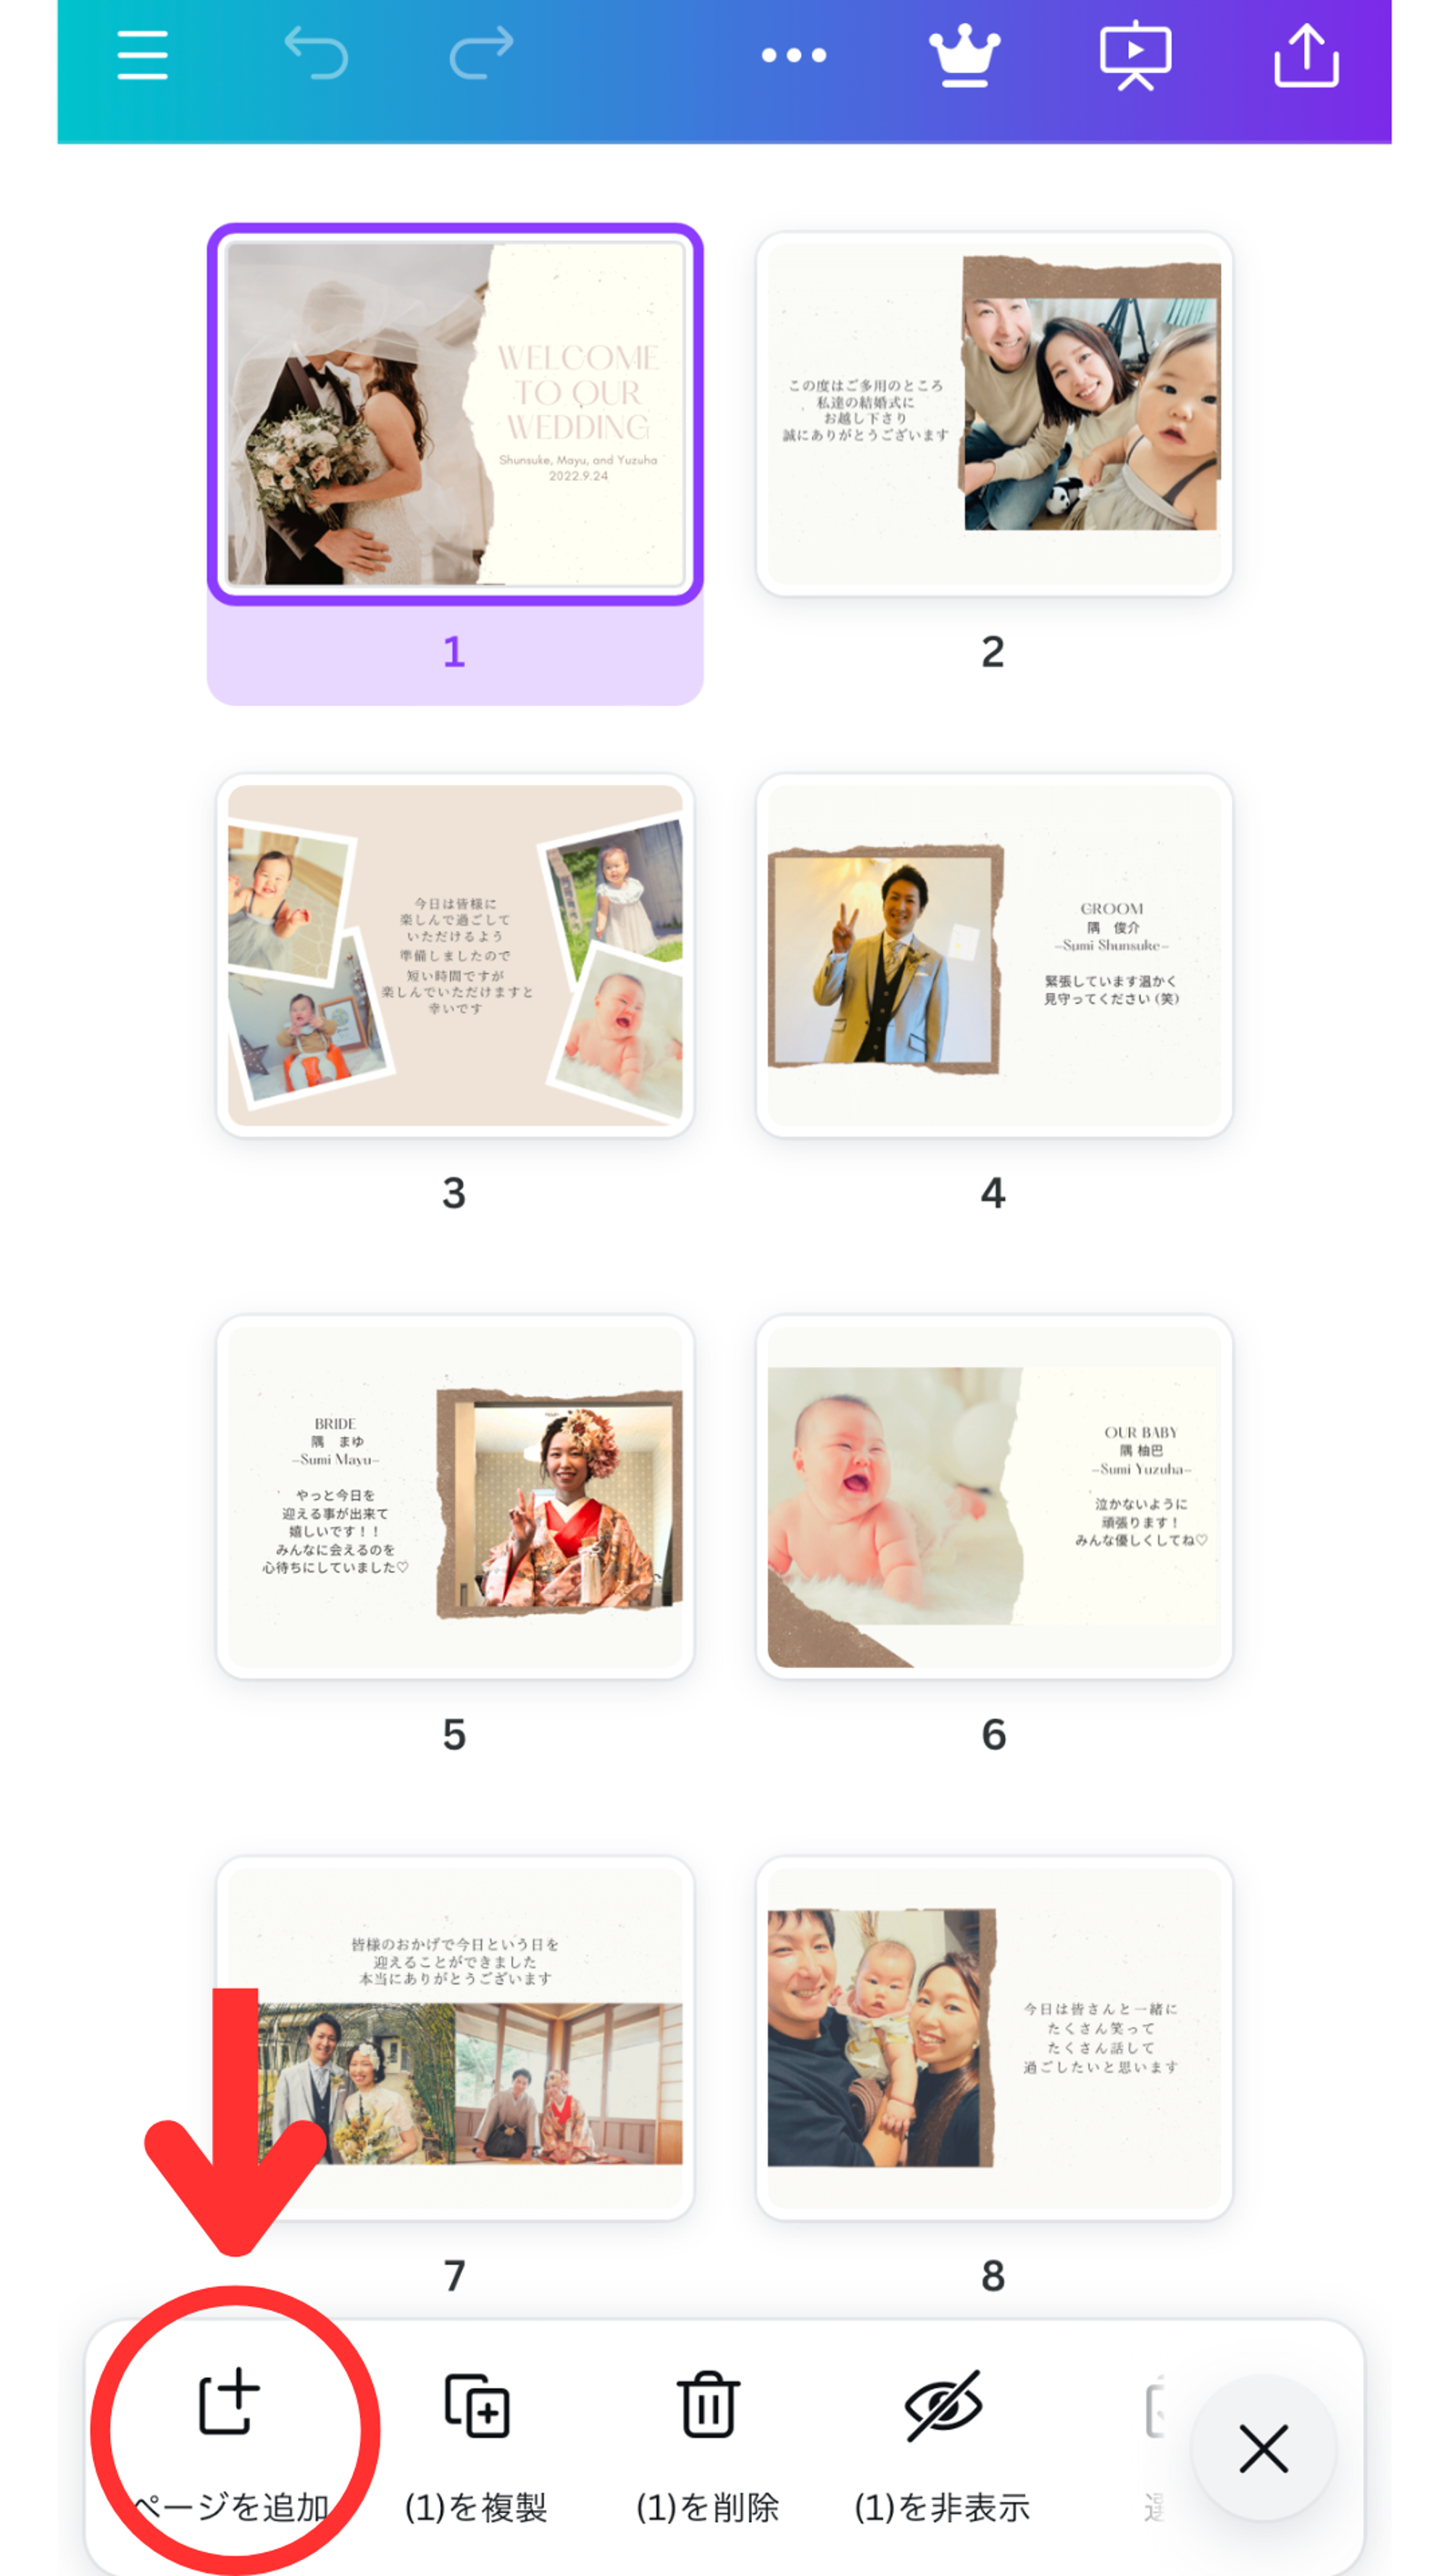 WELCOME
TO OUR
WEDDING
Shunsuke, Mayu, and Yuzuha
2022.9.24
1
この度はご多用のところ
私達の結婚式に
お越し下さり
誠にありがとうございます
2
今日は皆様に
楽しんで過ごして
いただけるよう
準備しましたので
短い時間ですが
楽しんでいただけますと
幸いです
3
GROOM
隅 俊介
–Sumi Shunsuke–
緊張しています温かく
見守ってください (笑)
4
BRIDE
隅 まゆ
–Sumi Mayu–
やっと今日を
迎える事が出来て
嬉しいです！！
みんなに会えるのを
心待ちにしていました♡
5
OUR BABY
隅 柚巴
–Sumi Yuzuha–
泣かないように
頑張ります！
みんな優しくしてね♡
6
皆様のおかげで今日という日を
迎えることができました
本当にありがとうございます
7
今日は皆さんと一緒に
たくさん笑って
たくさん話して
過ごしたいと思います
8
ページを追加
(1)を複製
(1)を削除
(1)を非表示